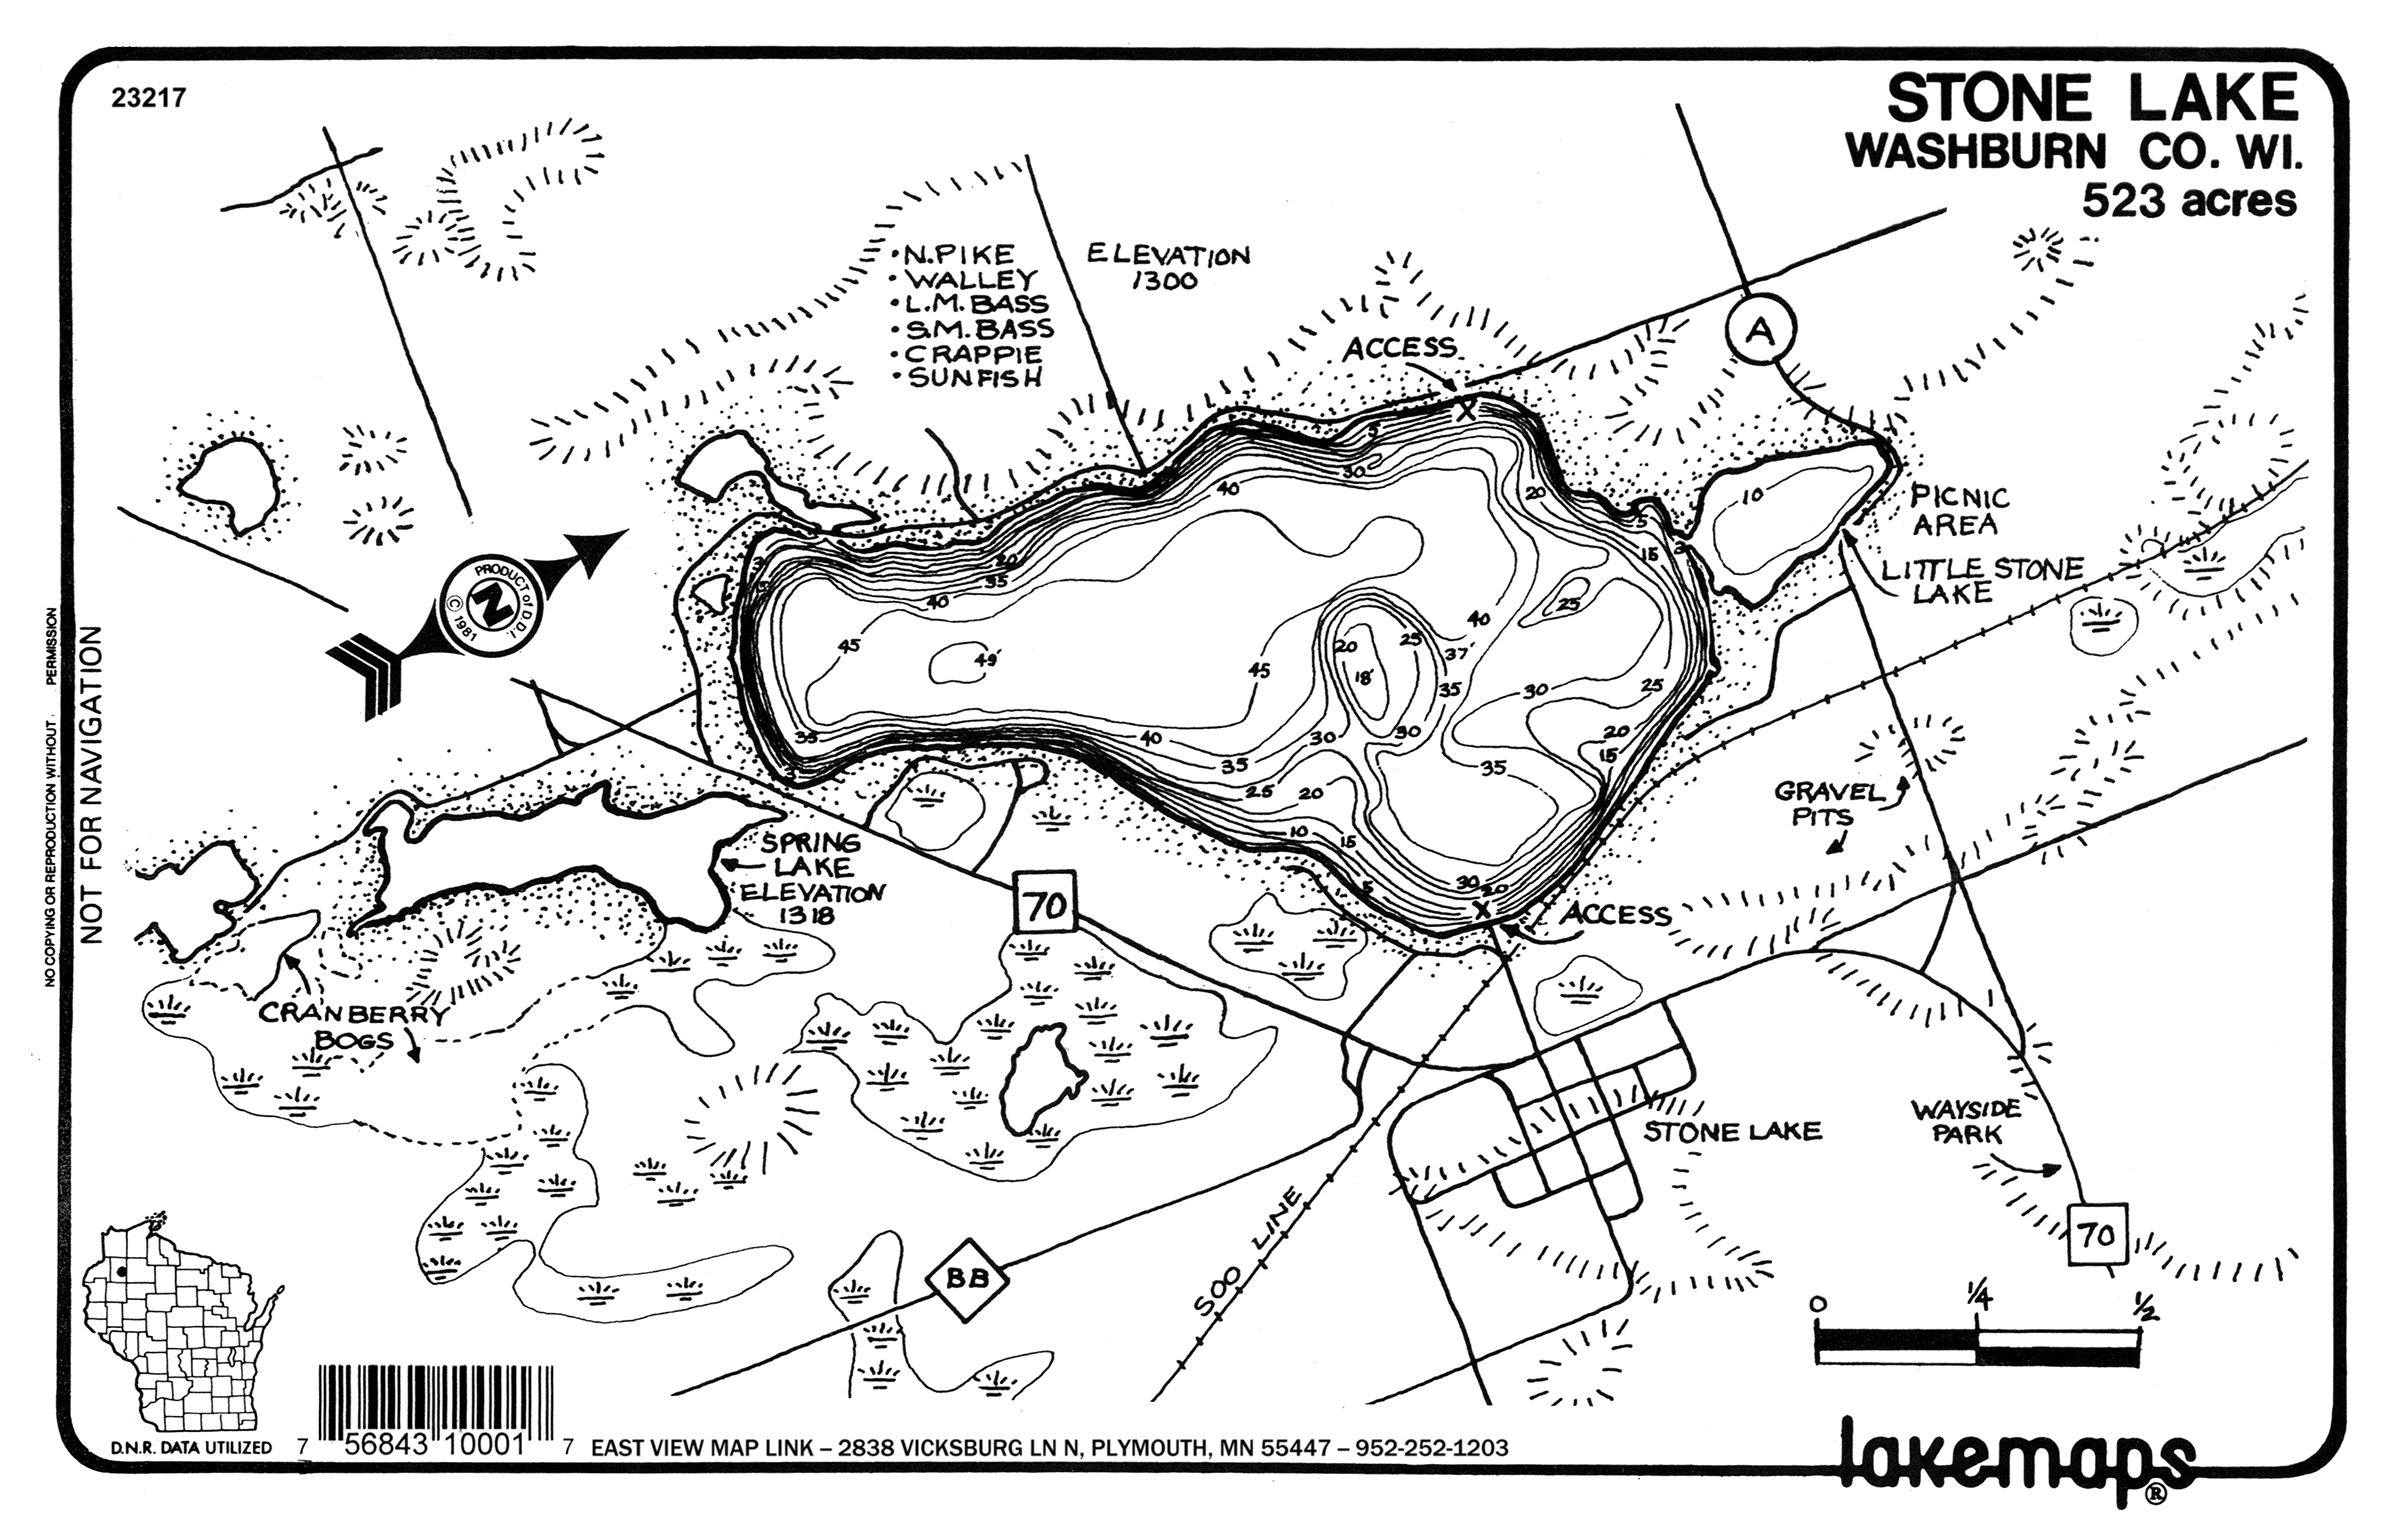 23217
STONE LAKE
WASHBURN CO. WI.
523 acres
• N. PIKE
• WALLEY
• L.M. BASS
• S.M. BASS
• CRAPPIE
• SUNFISH
ELEVATION
1300
ACCESS
A
5
30
40
20
5
10
PICNIC
AREA
15
3
LITTLE STONE
LAKE
PRODUCT of D.D.I.
N
© 1981
3
5
20
35
40
25
40
45
49'
45
20
25
37'
18'
35
30
25
35
40
30
30
20
15
35
35
25
20
10
15
GRAVEL
PITS
SPRING
LAKE
ELEVATION
1318
70
30
20
5
ACCESS
CRANBERRY
BOGS
STONE LAKE
WAYSIDE
PARK
70
BB
SOO LINE
0
1/4
1/2
NO COPYING OR REPRODUCTION WITHOUT PERMISSION
NOT FOR NAVIGATION
D.N.R. DATA UTILIZED
7 56843 10001 7
EAST VIEW MAP LINK – 2838 VICKSBURG LN N, PLYMOUTH, MN 55447 – 952-252-1203
lakemaps®